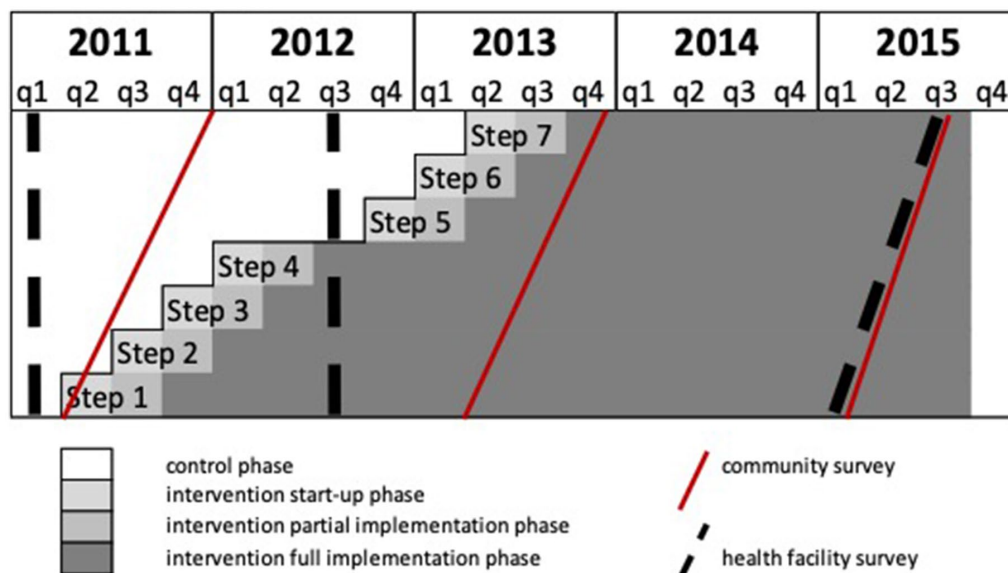 2011 2012 2013 2014 2015
q1 q2 q3 q4 q1 q2 q3 q4 q1 q2 q3 q4 q1 q2 q3 q4 q1 q2 q3 q4
Step 7
Step 6
Step 5
Step 4
Step 3
Step 2
Step 1
control phase
intervention start-up phase
intervention partial implementation phase
intervention full implementation phase
community survey
health facility survey